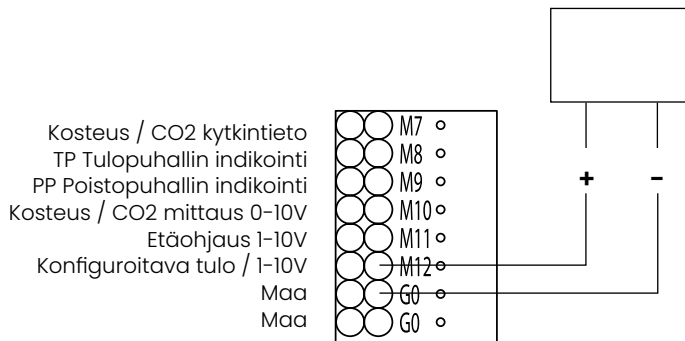 Kosteus / CO2 kytkintieto M7
TP Tulopuhallin indikointi M8
PP Poistopuhallin indikointi M9
Kosteus / CO2 mittaus 0-10V M10
Etäohjaus 1-10V M11
Konfiguroitava tulo / 1-10V M12
Maa G0
Maa G0
+ −